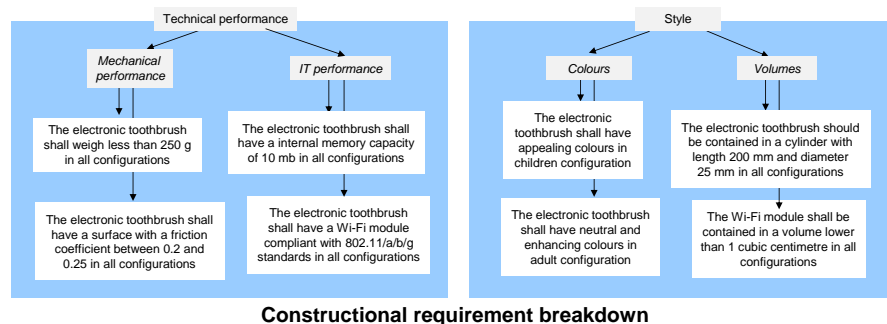 Technical performance
Mechanical
performance
IT performance
The electronic toothbrush
shall weigh less than 250 g
in all configurations
The electronic toothbrush shall
have a internal memory capacity
of 10 mb in all configurations
The electronic toothbrush shall
have a surface with a friction
coefficient between 0.2 and
0.25 in all configurations
The electronic toothbrush
shall have a Wi-Fi module
compliant with 802.11/a/b/g
standards in all configurations
Style
Colours
Volumes
The electronic
toothbrush shall have
appealing colours in
children configuration
The electronic toothbrush should
be contained in a cylinder with
length 200 mm and diameter
25 mm in all configurations
The electronic toothbrush
shall have neutral and
enhancing colours in
adult configuration
The Wi-Fi module shall be
contained in a volume lower
than 1 cubic centimetre in all
configurations
Constructional requirement breakdown